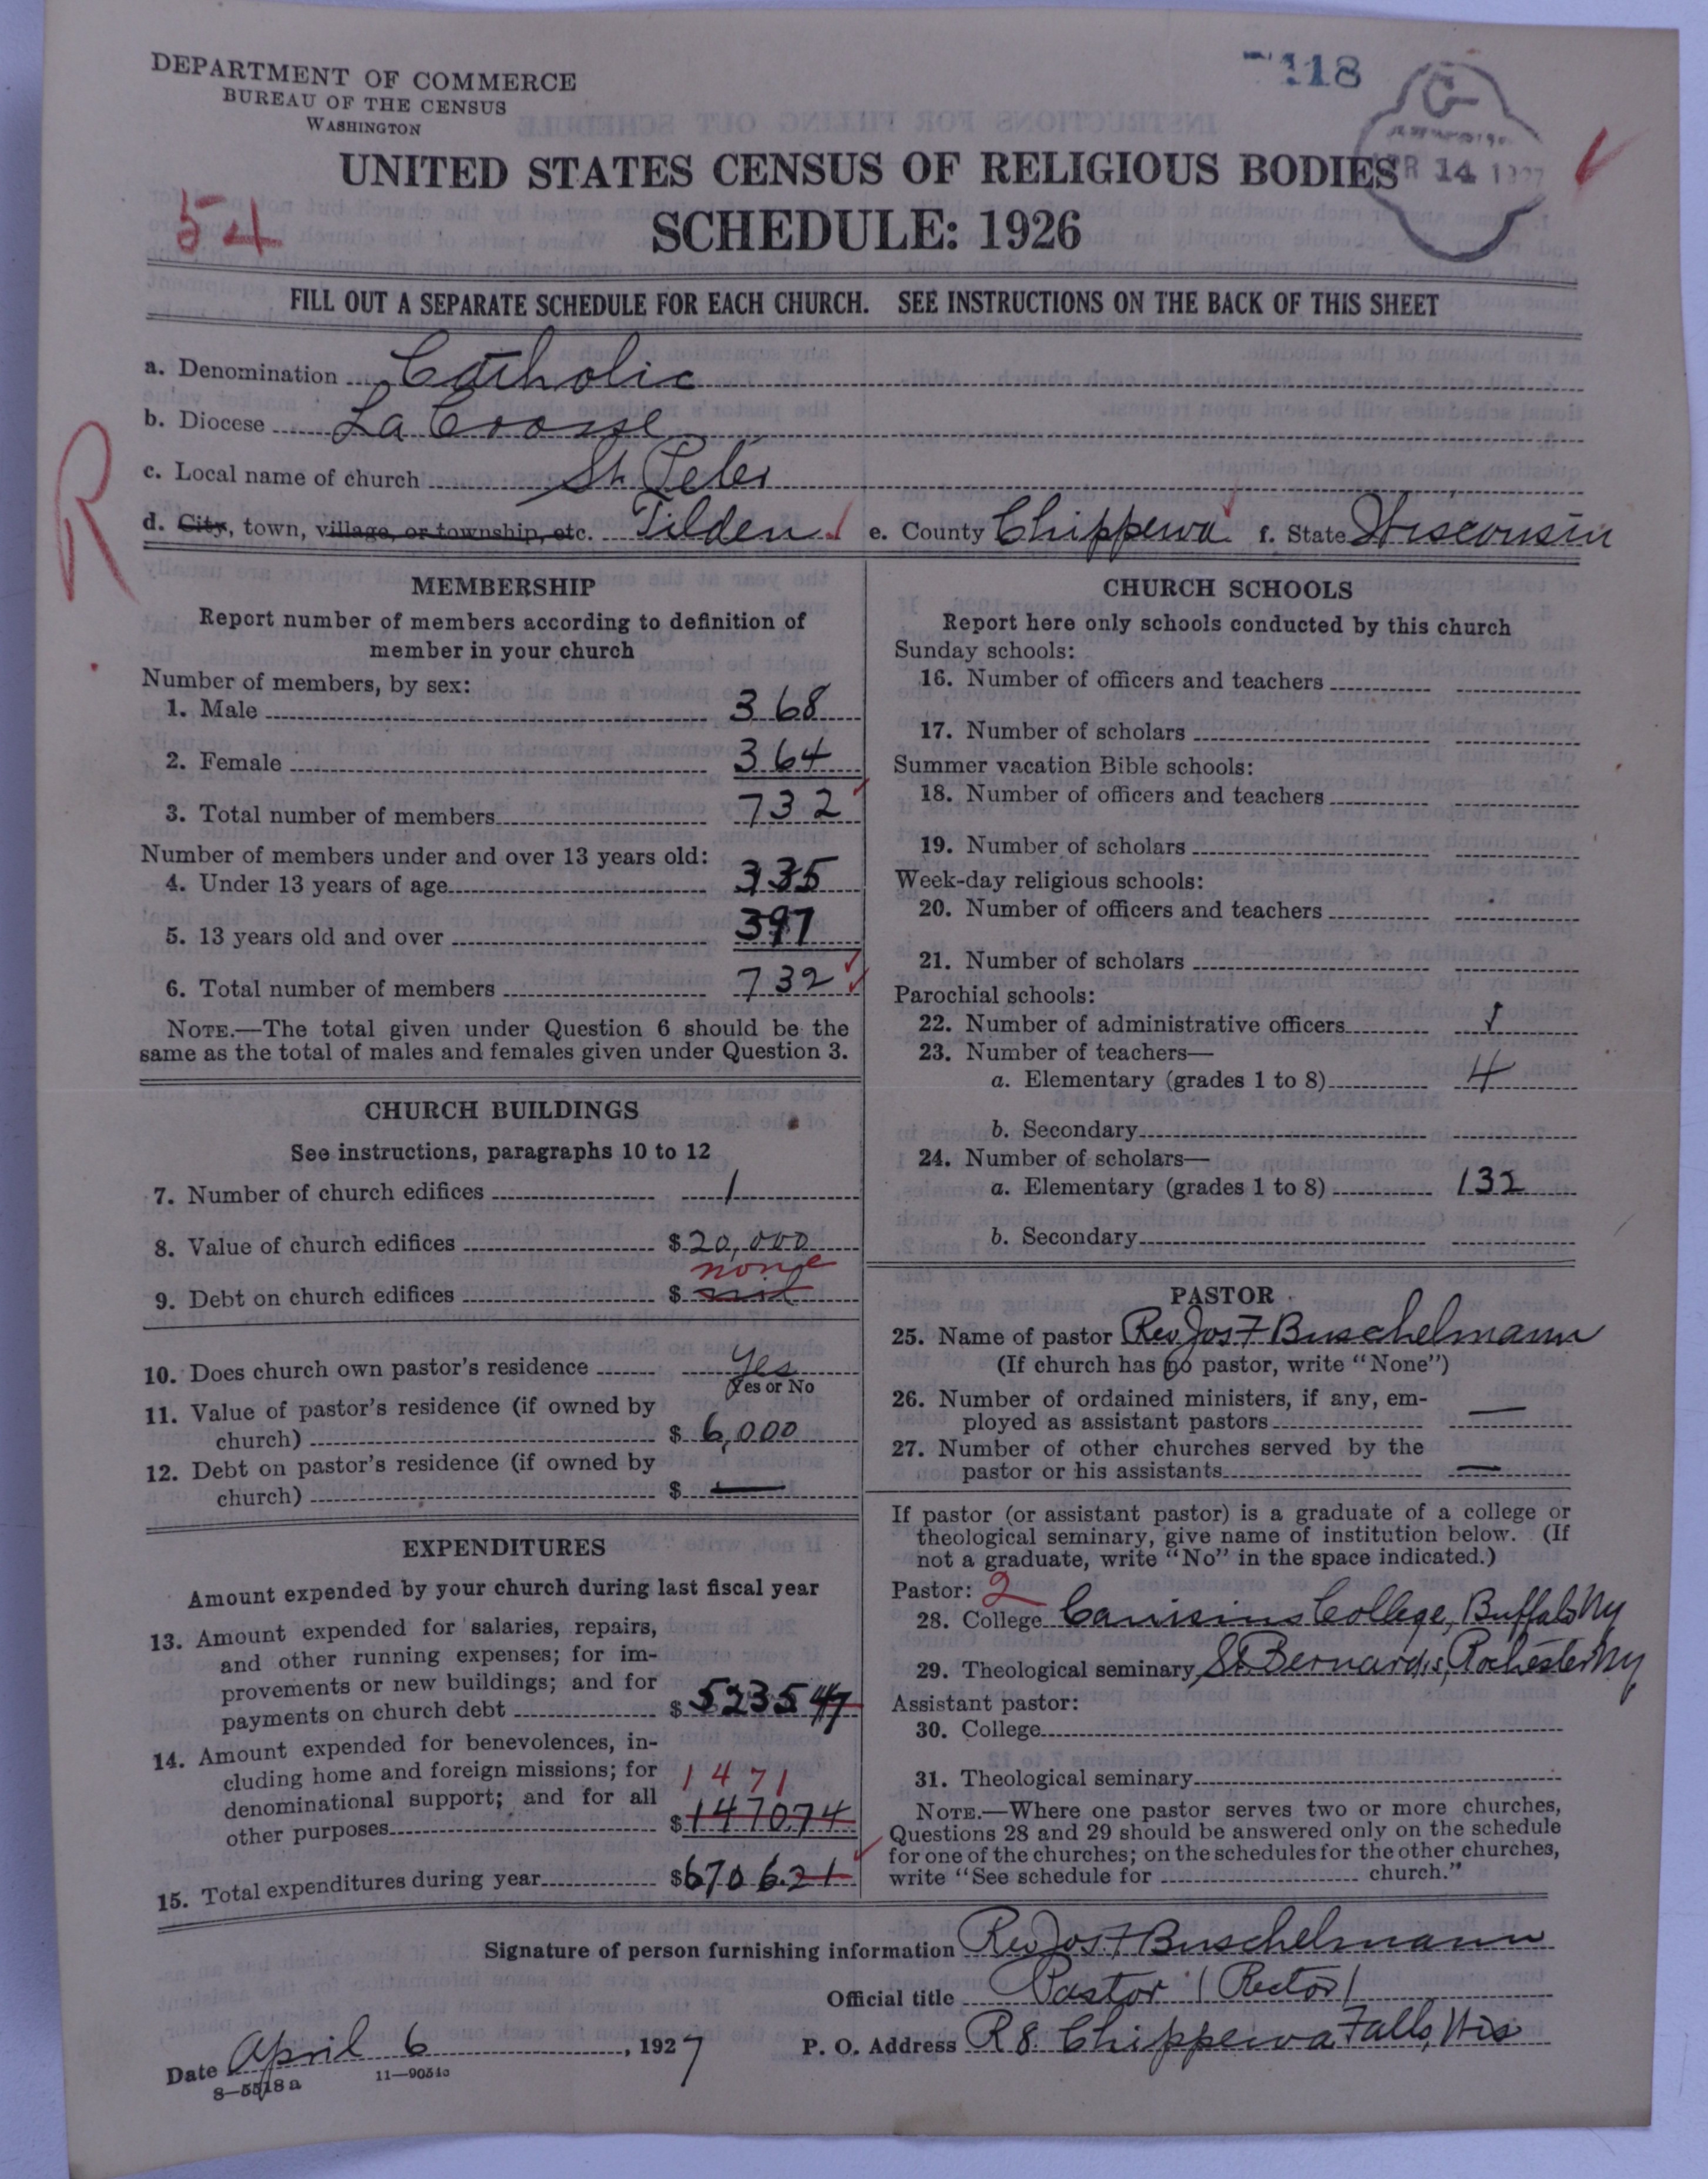 DEPARTMENT OF COMMERCE
BUREAU OF THE CENSUS
WASHINGTON
118
APR 14 1927
UNITED STATES CENSUS OF RELIGIOUS BODIES
SCHEDULE: 1926
54
FILL OUT A SEPARATE SCHEDULE FOR EACH CHURCH. SEE INSTRUCTIONS ON THE BACK OF THIS SHEET
a. Denomination Catholic
b. Diocese La Crosse
c. Local name of church St. Peter
R
d. City, town, village, or township, etc. Tilden e. County Chippewa f. State Wisconsin
MEMBERSHIP
Report number of members according to definition of
member in your church
Number of members, by sex:
1. Male 368
2. Female 364
3. Total number of members 732
Number of members under and over 13 years old:
4. Under 13 years of age 335
5. 13 years old and over 397
6. Total number of members 732
NOTE.—The total given under Question 6 should be the
same as the total of males and females given under Question 3.
CHURCH BUILDINGS
See instructions, paragraphs 10 to 12
7. Number of church edifices 1
8. Value of church edifices $ 20,000
none
9. Debt on church edifices $ nil
10. Does church own pastor's residence Yes
Yes or No
11. Value of pastor's residence (if owned by
church) $ 6,000
12. Debt on pastor's residence (if owned by
church) $ —
EXPENDITURES
Amount expended by your church during last fiscal year
13. Amount expended for salaries, repairs,
and other running expenses; for im-
provements or new buildings; and for
payments on church debt $ 5235 47
14. Amount expended for benevolences, in-
cluding home and foreign missions; for
1471
denominational support; and for all
other purposes $ 1470.74
15. Total expenditures during year $ 6706.21
CHURCH SCHOOLS
Report here only schools conducted by this church
Sunday schools:
16. Number of officers and teachers
17. Number of scholars
Summer vacation Bible schools:
18. Number of officers and teachers
19. Number of scholars
Week-day religious schools:
20. Number of officers and teachers
21. Number of scholars
Parochial schools:
22. Number of administrative officers 1
23. Number of teachers—
a. Elementary (grades 1 to 8) 4
b. Secondary
24. Number of scholars—
a. Elementary (grades 1 to 8) 132
b. Secondary
PASTOR
25. Name of pastor Rev Jos F Buschelmann
(If church has no pastor, write "None")
26. Number of ordained ministers, if any, em-
ployed as assistant pastors —
27. Number of other churches served by the
pastor or his assistants —
If pastor (or assistant pastor) is a graduate of a college or
theological seminary, give name of institution below. (If
not a graduate, write "No" in the space indicated.)
Pastor: 2
28. College Canisius College, Buffalo Ny
29. Theological seminary St. Bernards, Rochester Ny
Assistant pastor:
30. College
31. Theological seminary
NOTE.—Where one pastor serves two or more churches,
Questions 28 and 29 should be answered only on the schedule
for one of the churches; on the schedules for the other churches,
write "See schedule for church."
Signature of person furnishing information Rev Jos. F Buschelmann
Official title Pastor (Rector)
Date April 6, 1927 P. O. Address R 8. Chippewa Falls, Wis
8—5518a 11—9051a